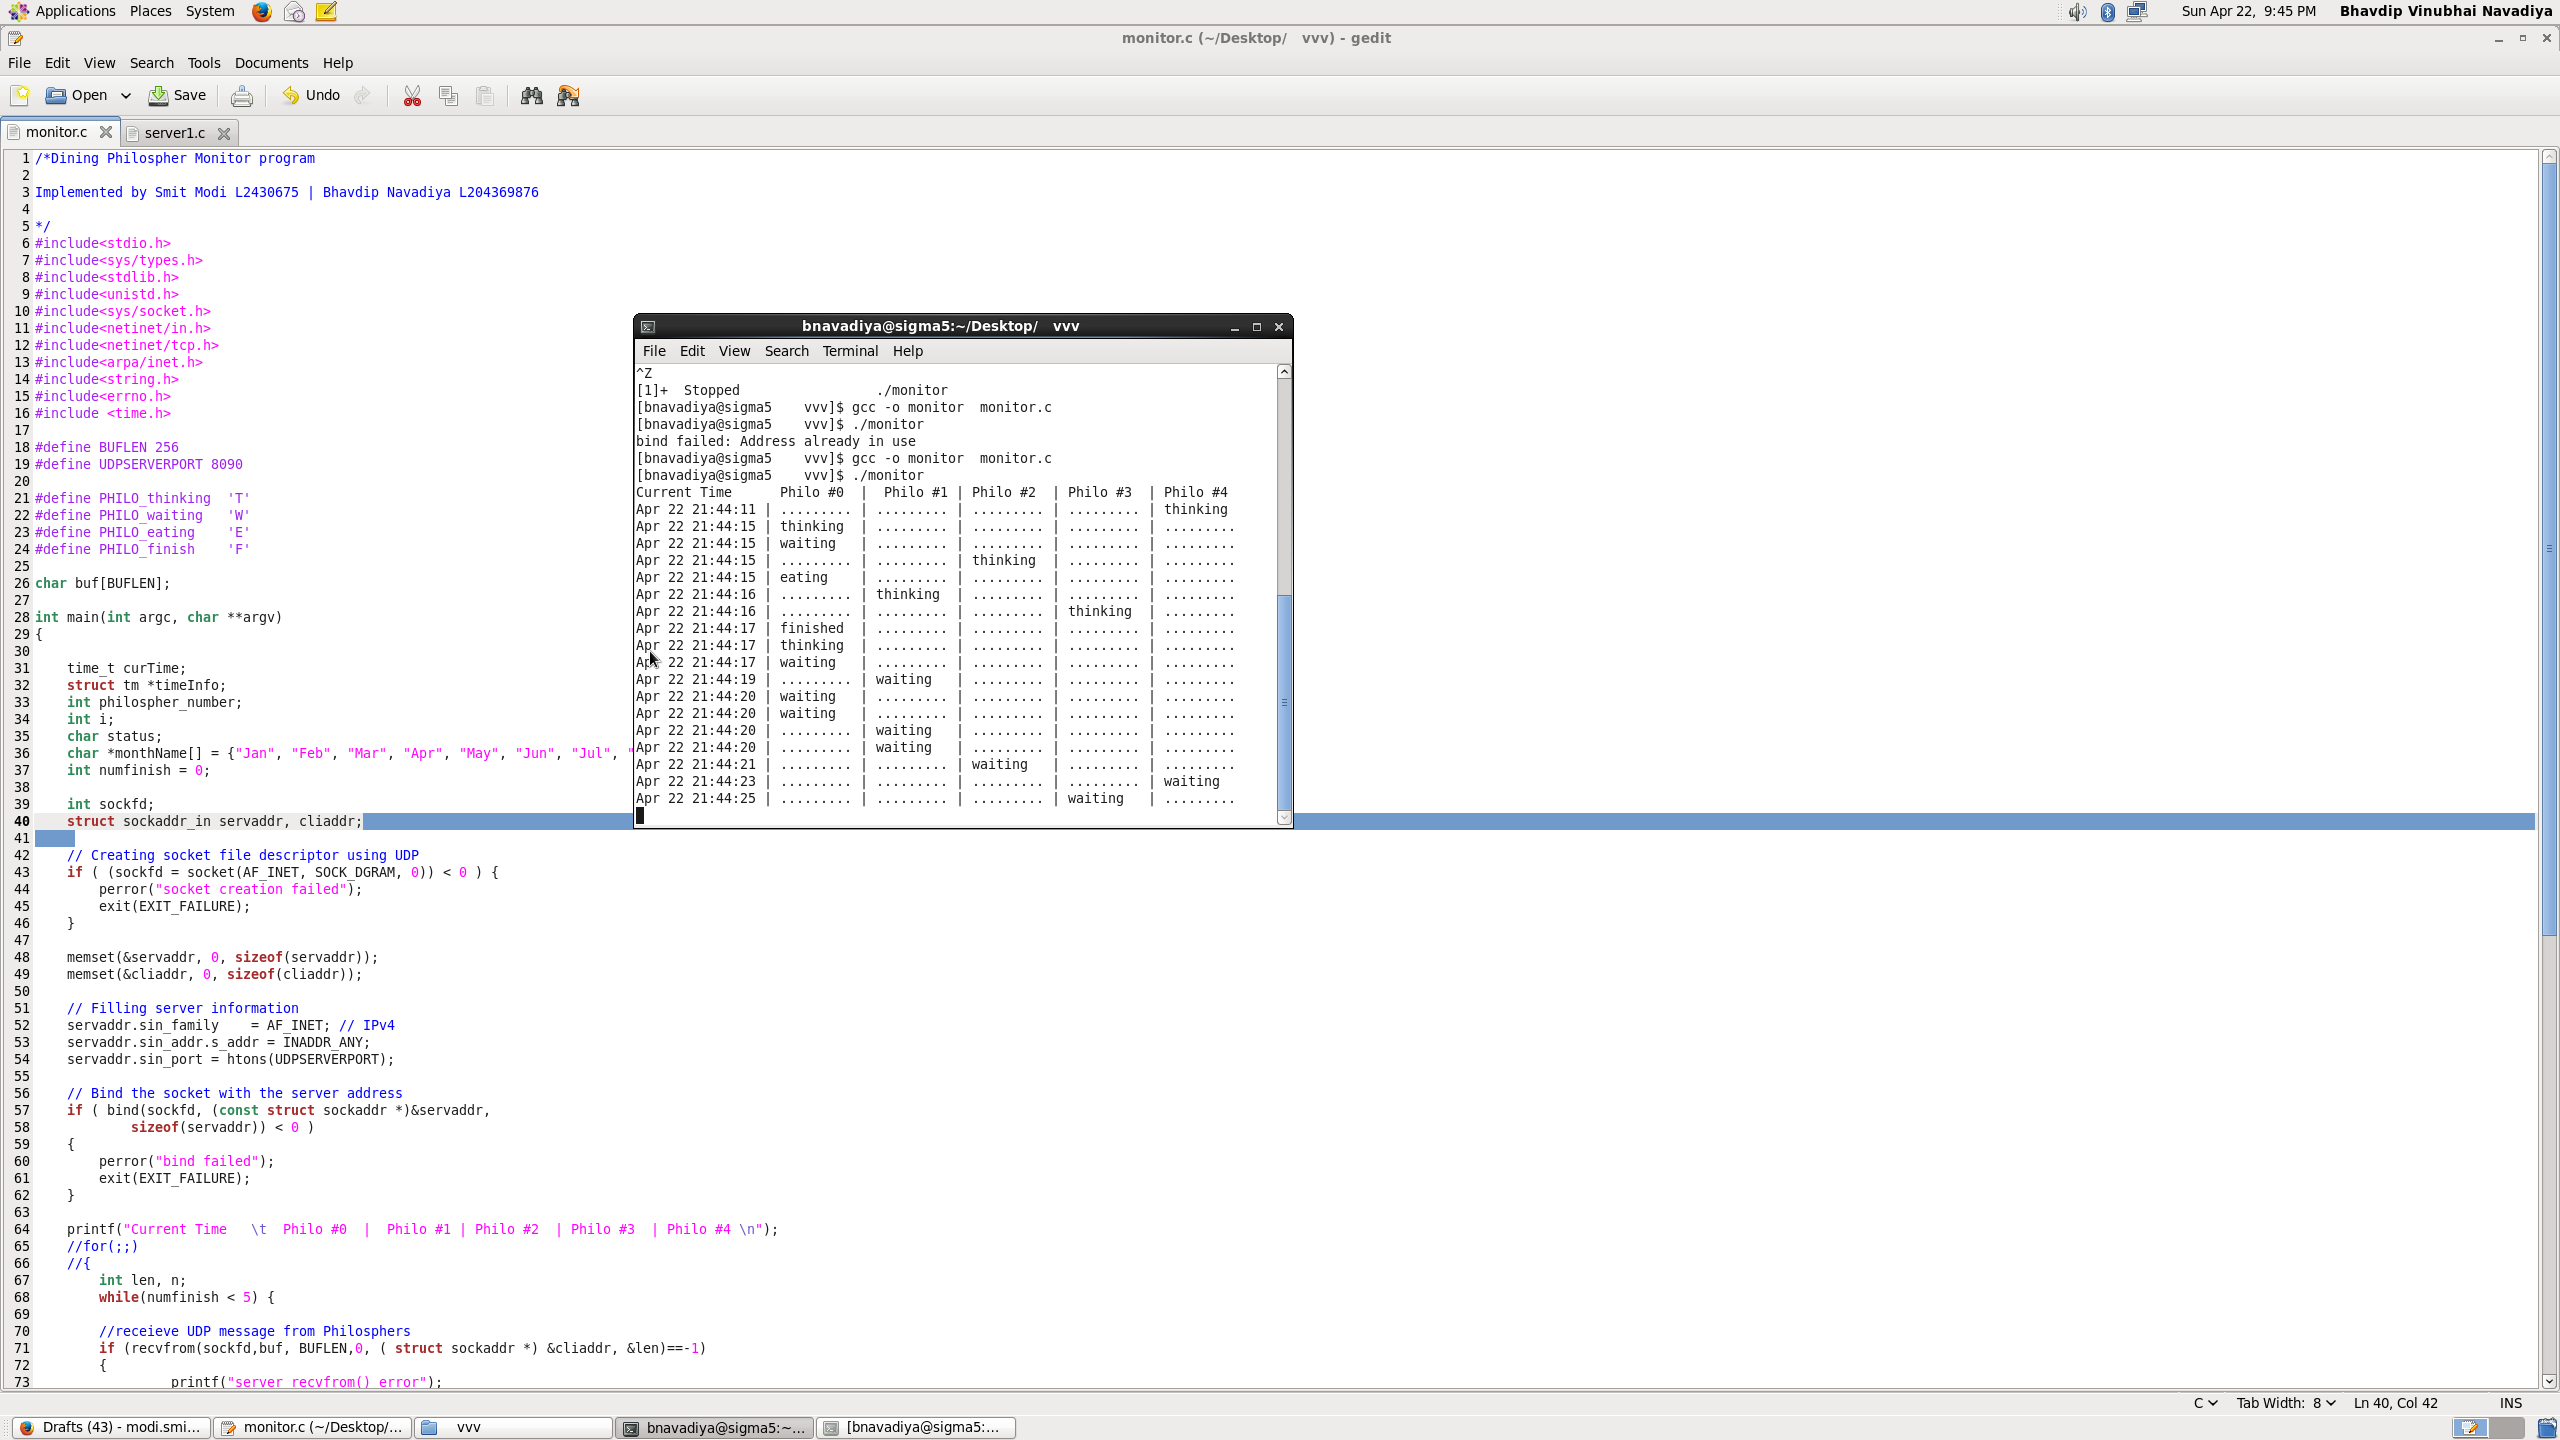 Applications Places System Sun Apr 22, 9:45 PM Bhavdip Vinubhai Navadiya
monitor.c (~/Desktop/   vvv) - gedit
File Edit View Search Tools Documents Help
Open Save Undo
monitor.c server1.c
1 /*Dining Philospher Monitor program
2
3 Implemented by Smit Modi L2430675 | Bhavdip Navadiya L204369876
4
5 */
6 #include<stdio.h>
7 #include<sys/types.h>
8 #include<stdlib.h>
9 #include<unistd.h>
10 #include<sys/socket.h>
11 #include<netinet/in.h>
12 #include<netinet/tcp.h>
13 #include<arpa/inet.h>
14 #include<string.h>
15 #include<errno.h>
16 #include <time.h>
17
18 #define BUFLEN 256
19 #define UDPSERVERPORT 8090
20
21 #define PHILO_thinking  'T'
22 #define PHILO_waiting   'W'
23 #define PHILO_eating    'E'
24 #define PHILO_finish    'F'
25
26 char buf[BUFLEN];
27
28 int main(int argc, char **argv)
29 {
30
31     time_t curTime;
32     struct tm *timeInfo;
33     int philospher_number;
34     int i;
35     char status;
36     char *monthName[] = {"Jan", "Feb", "Mar", "Apr", "May", "Jun", "Jul", "
37     int numfinish = 0;
38
39     int sockfd;
40     struct sockaddr_in servaddr, cliaddr;
41
42     // Creating socket file descriptor using UDP
43     if ( (sockfd = socket(AF_INET, SOCK_DGRAM, 0)) < 0 ) {
44         perror("socket creation failed");
45         exit(EXIT_FAILURE);
46     }
47
48     memset(&servaddr, 0, sizeof(servaddr));
49     memset(&cliaddr, 0, sizeof(cliaddr));
50
51     // Filling server information
52     servaddr.sin_family    = AF_INET; // IPv4
53     servaddr.sin_addr.s_addr = INADDR_ANY;
54     servaddr.sin_port = htons(UDPSERVERPORT);
55
56     // Bind the socket with the server address
57     if ( bind(sockfd, (const struct sockaddr *)&servaddr,
58             sizeof(servaddr)) < 0 )
59     {
60         perror("bind failed");
61         exit(EXIT_FAILURE);
62     }
63
64     printf("Current Time   \t  Philo #0  |  Philo #1 | Philo #2  | Philo #3  | Philo #4 \n");
65     //for(;;)
66     //{
67         int len, n;
68         while(numfinish < 5) {
69
70         //receieve UDP message from Philosphers
71         if (recvfrom(sockfd,buf, BUFLEN,0, ( struct sockaddr *) &cliaddr, &len)==-1)
72         {
73                  printf("server recvfrom() error");
bnavadiya@sigma5:~/Desktop/   vvv
File Edit View Search Terminal Help
^Z
[1]+  Stopped                 ./monitor
[bnavadiya@sigma5    vvv]$ gcc -o monitor  monitor.c
[bnavadiya@sigma5    vvv]$ ./monitor
bind failed: Address already in use
[bnavadiya@sigma5    vvv]$ gcc -o monitor  monitor.c
[bnavadiya@sigma5    vvv]$ ./monitor
Current Time      Philo #0  |  Philo #1 | Philo #2  | Philo #3  | Philo #4
Apr 22 21:44:11 | ......... | ......... | ......... | ......... | thinking
Apr 22 21:44:15 | thinking  | ......... | ......... | ......... | .........
Apr 22 21:44:15 | waiting   | ......... | ......... | ......... | .........
Apr 22 21:44:15 | ......... | ......... | thinking  | ......... | .........
Apr 22 21:44:15 | eating    | ......... | ......... | ......... | .........
Apr 22 21:44:16 | ......... | thinking  | ......... | ......... | .........
Apr 22 21:44:16 | ......... | ......... | ......... | thinking  | .........
Apr 22 21:44:17 | finished  | ......... | ......... | ......... | .........
Apr 22 21:44:17 | thinking  | ......... | ......... | ......... | .........
Apr 22 21:44:17 | waiting   | ......... | ......... | ......... | .........
Apr 22 21:44:19 | ......... | waiting   | ......... | ......... | .........
Apr 22 21:44:20 | waiting   | ......... | ......... | ......... | .........
Apr 22 21:44:20 | waiting   | ......... | ......... | ......... | .........
Apr 22 21:44:20 | ......... | waiting   | ......... | ......... | .........
Apr 22 21:44:20 | ......... | waiting   | ......... | ......... | .........
Apr 22 21:44:21 | ......... | ......... | waiting   | ......... | .........
Apr 22 21:44:23 | ......... | ......... | ......... | ......... | waiting
Apr 22 21:44:25 | ......... | ......... | ......... | waiting   | .........
C Tab Width: 8 Ln 40, Col 42 INS
Drafts (43) - modi.smi... monitor.c (~/Desktop/... vvv bnavadiya@sigma5:~... [bnavadiya@sigma5:...